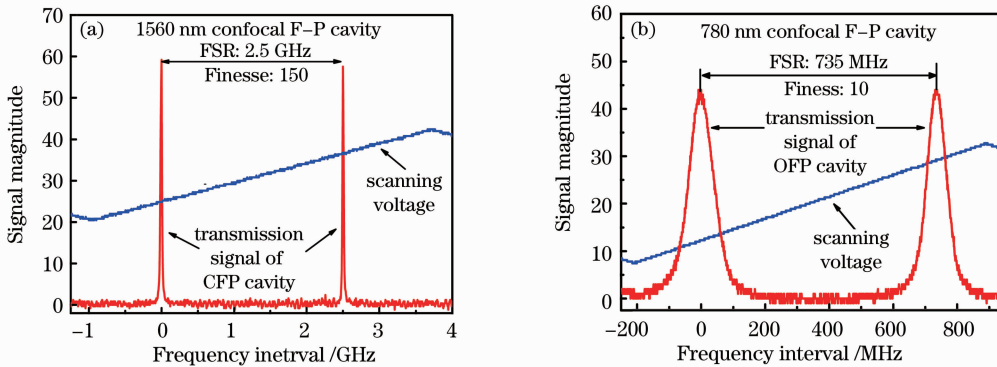 (a)
1560 nm confocal F-P cavity
FSR: 2.5 GHz
Finesse: 150
scanning
voltage
transmission
signal of
CFP cavity
Signal magnitude
70
60
50
40
30
20
10
0
−1
0
1
2
3
4
Frequency inetrval /GHz
(b)
780 nm confocal F-P cavity
FSR: 735 MHz
Finess: 10
transmission
signal of
OFP cavity
scanning
voltage
Signal magnitude
60
50
40
30
20
10
0
−200
0
200
400
600
800
Frequency interval /MHz